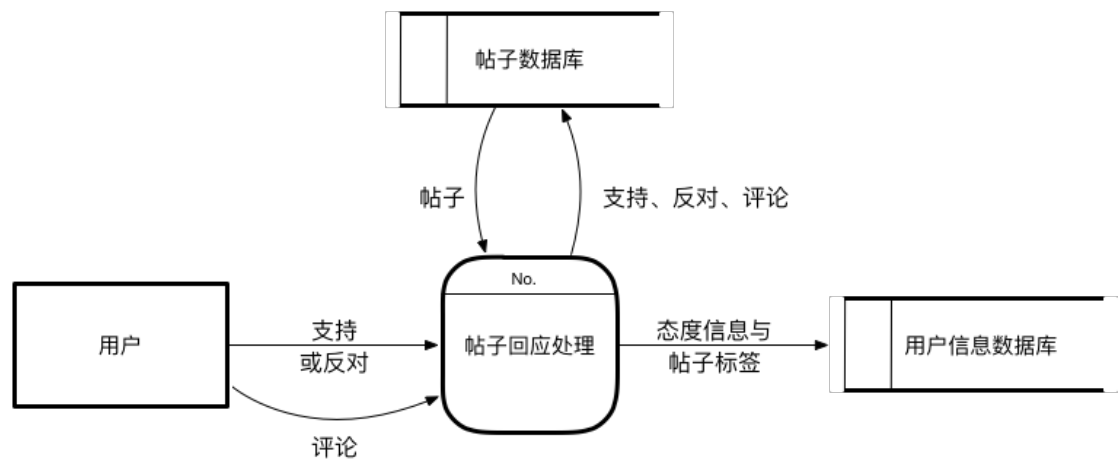 帖子数据库
帖子
支持、反对、评论
No.
用户
支持
或反对
帖子回应处理
态度信息与
帖子标签
用户信息数据库
评论